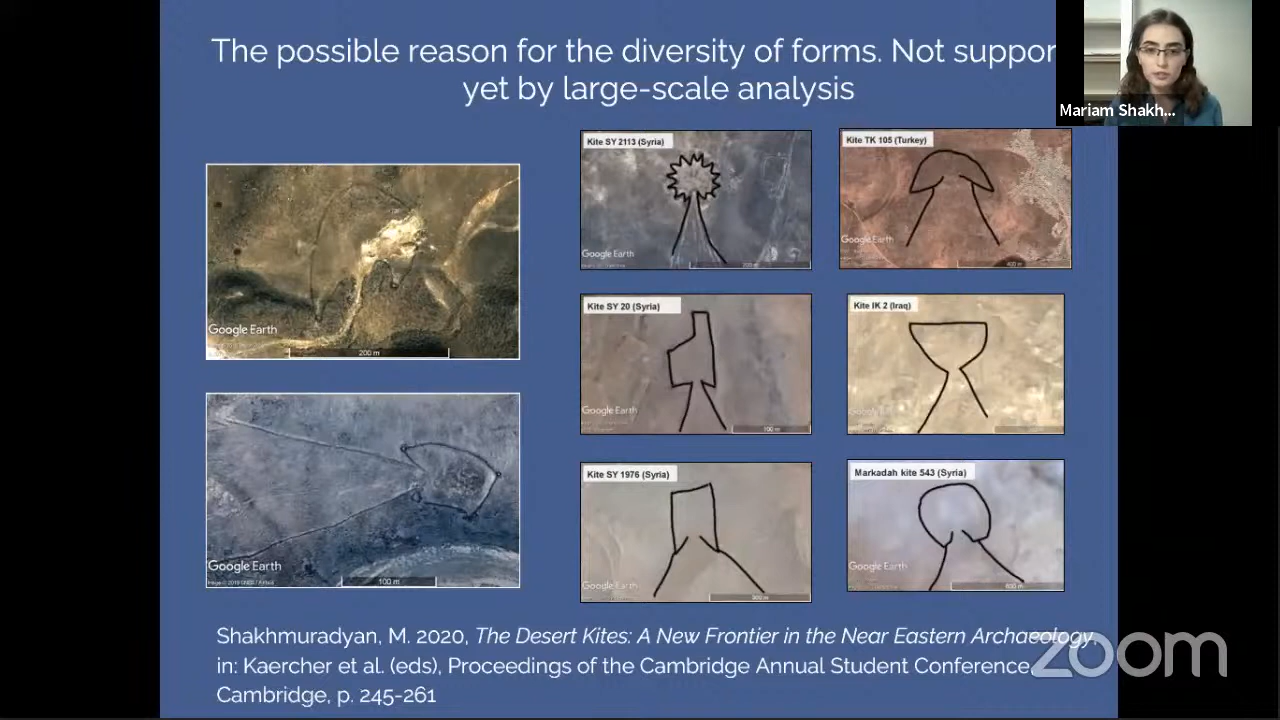 The possible reason for the diversity of forms. Not suppor
yet by large-scale analysis
Mariam Shakh...
Kite SY 2113 (Syria)
Google Earth
200 m
Kite TK 105 (Turkey)
Google Earth
400 m
Google Earth
200 m
Kite SY 20 (Syria)
Google Earth
100 m
Kite IK 2 (Iraq)
Google Earth
Google Earth
100 m
Kite SY 1976 (Syria)
Google Earth
Markadah kite 543 (Syria)
Google Earth
Shakhmuradyan, M. 2020, The Desert Kites: A New Frontier in the Near Eastern Archaeology,
in: Kaercher et al. (eds), Proceedings of the Cambridge Annual Student Conference,
Cambridge, p. 245-261
zoom